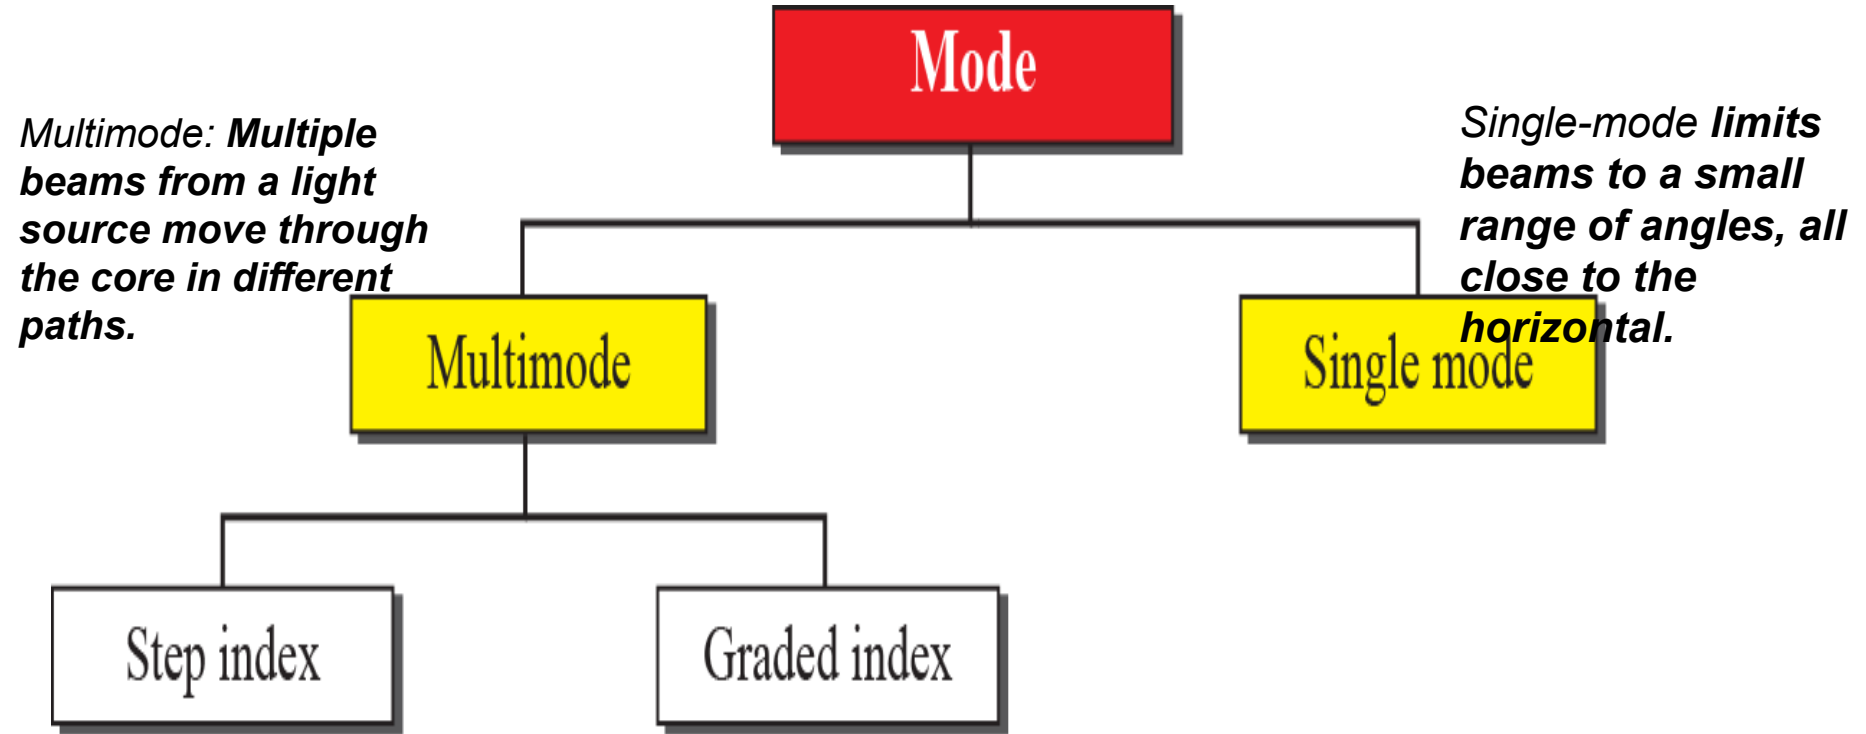 Mode
Multimode: Multiple
beams from a light
source move through
the core in different
paths.
Single-mode limits
beams to a small
range of angles, all
close to the
horizontal.
Multimode
Single mode
Step index
Graded index